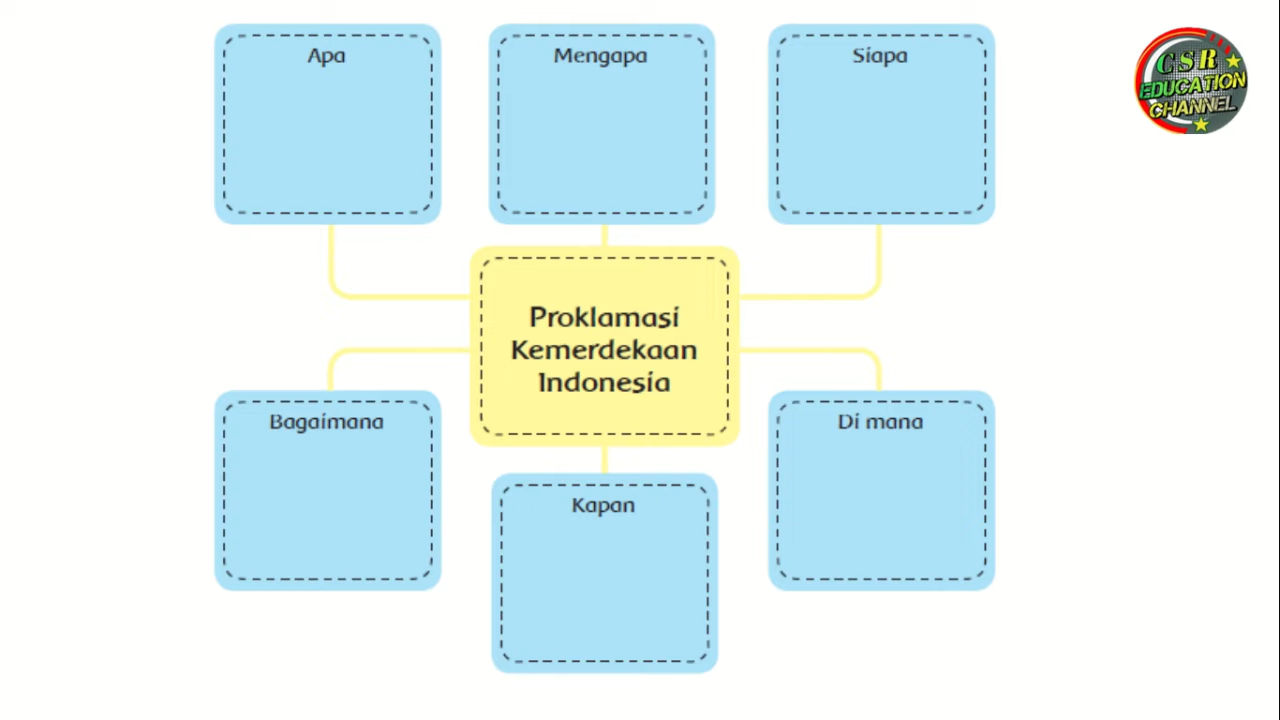 Apa
Mengapa
Siapa
CSR
EDUCATION
CHANNEL
Proklamasi
Kemerdekaan
Indonesia
Bagaimana
Di mana
Kapan